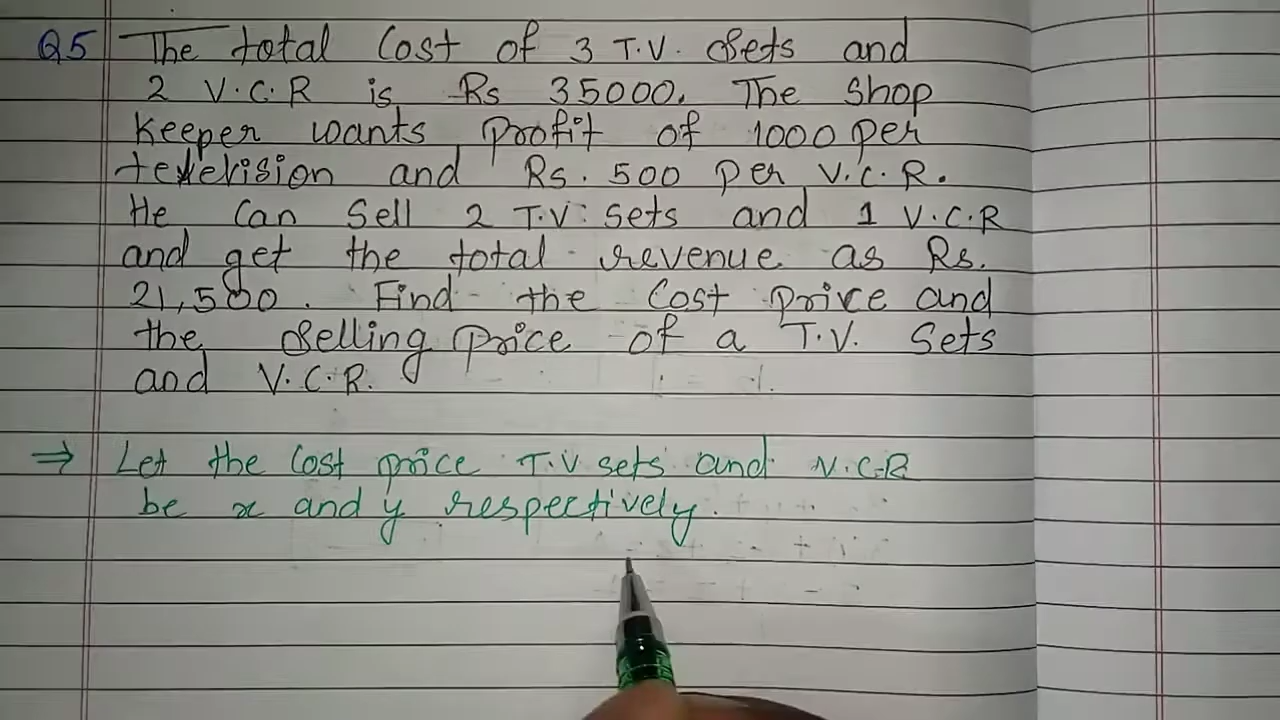 Q5 The total Cost of 3 T.V. Sets and
2 V.C.R is Rs 35000. The Shop
Keeper wants Profit of 1000 per
television and Rs. 500 Per V.C.R.
He Can Sell 2 T.V. Sets and 1 V.C.R
and get the total revenue as Rs.
21,500. Find the Cost price and
the Selling Price of a T.V. Sets
and V.C.R.
⇒ Let the Cost price T.V sets and V.C.R
be x and y respectively.